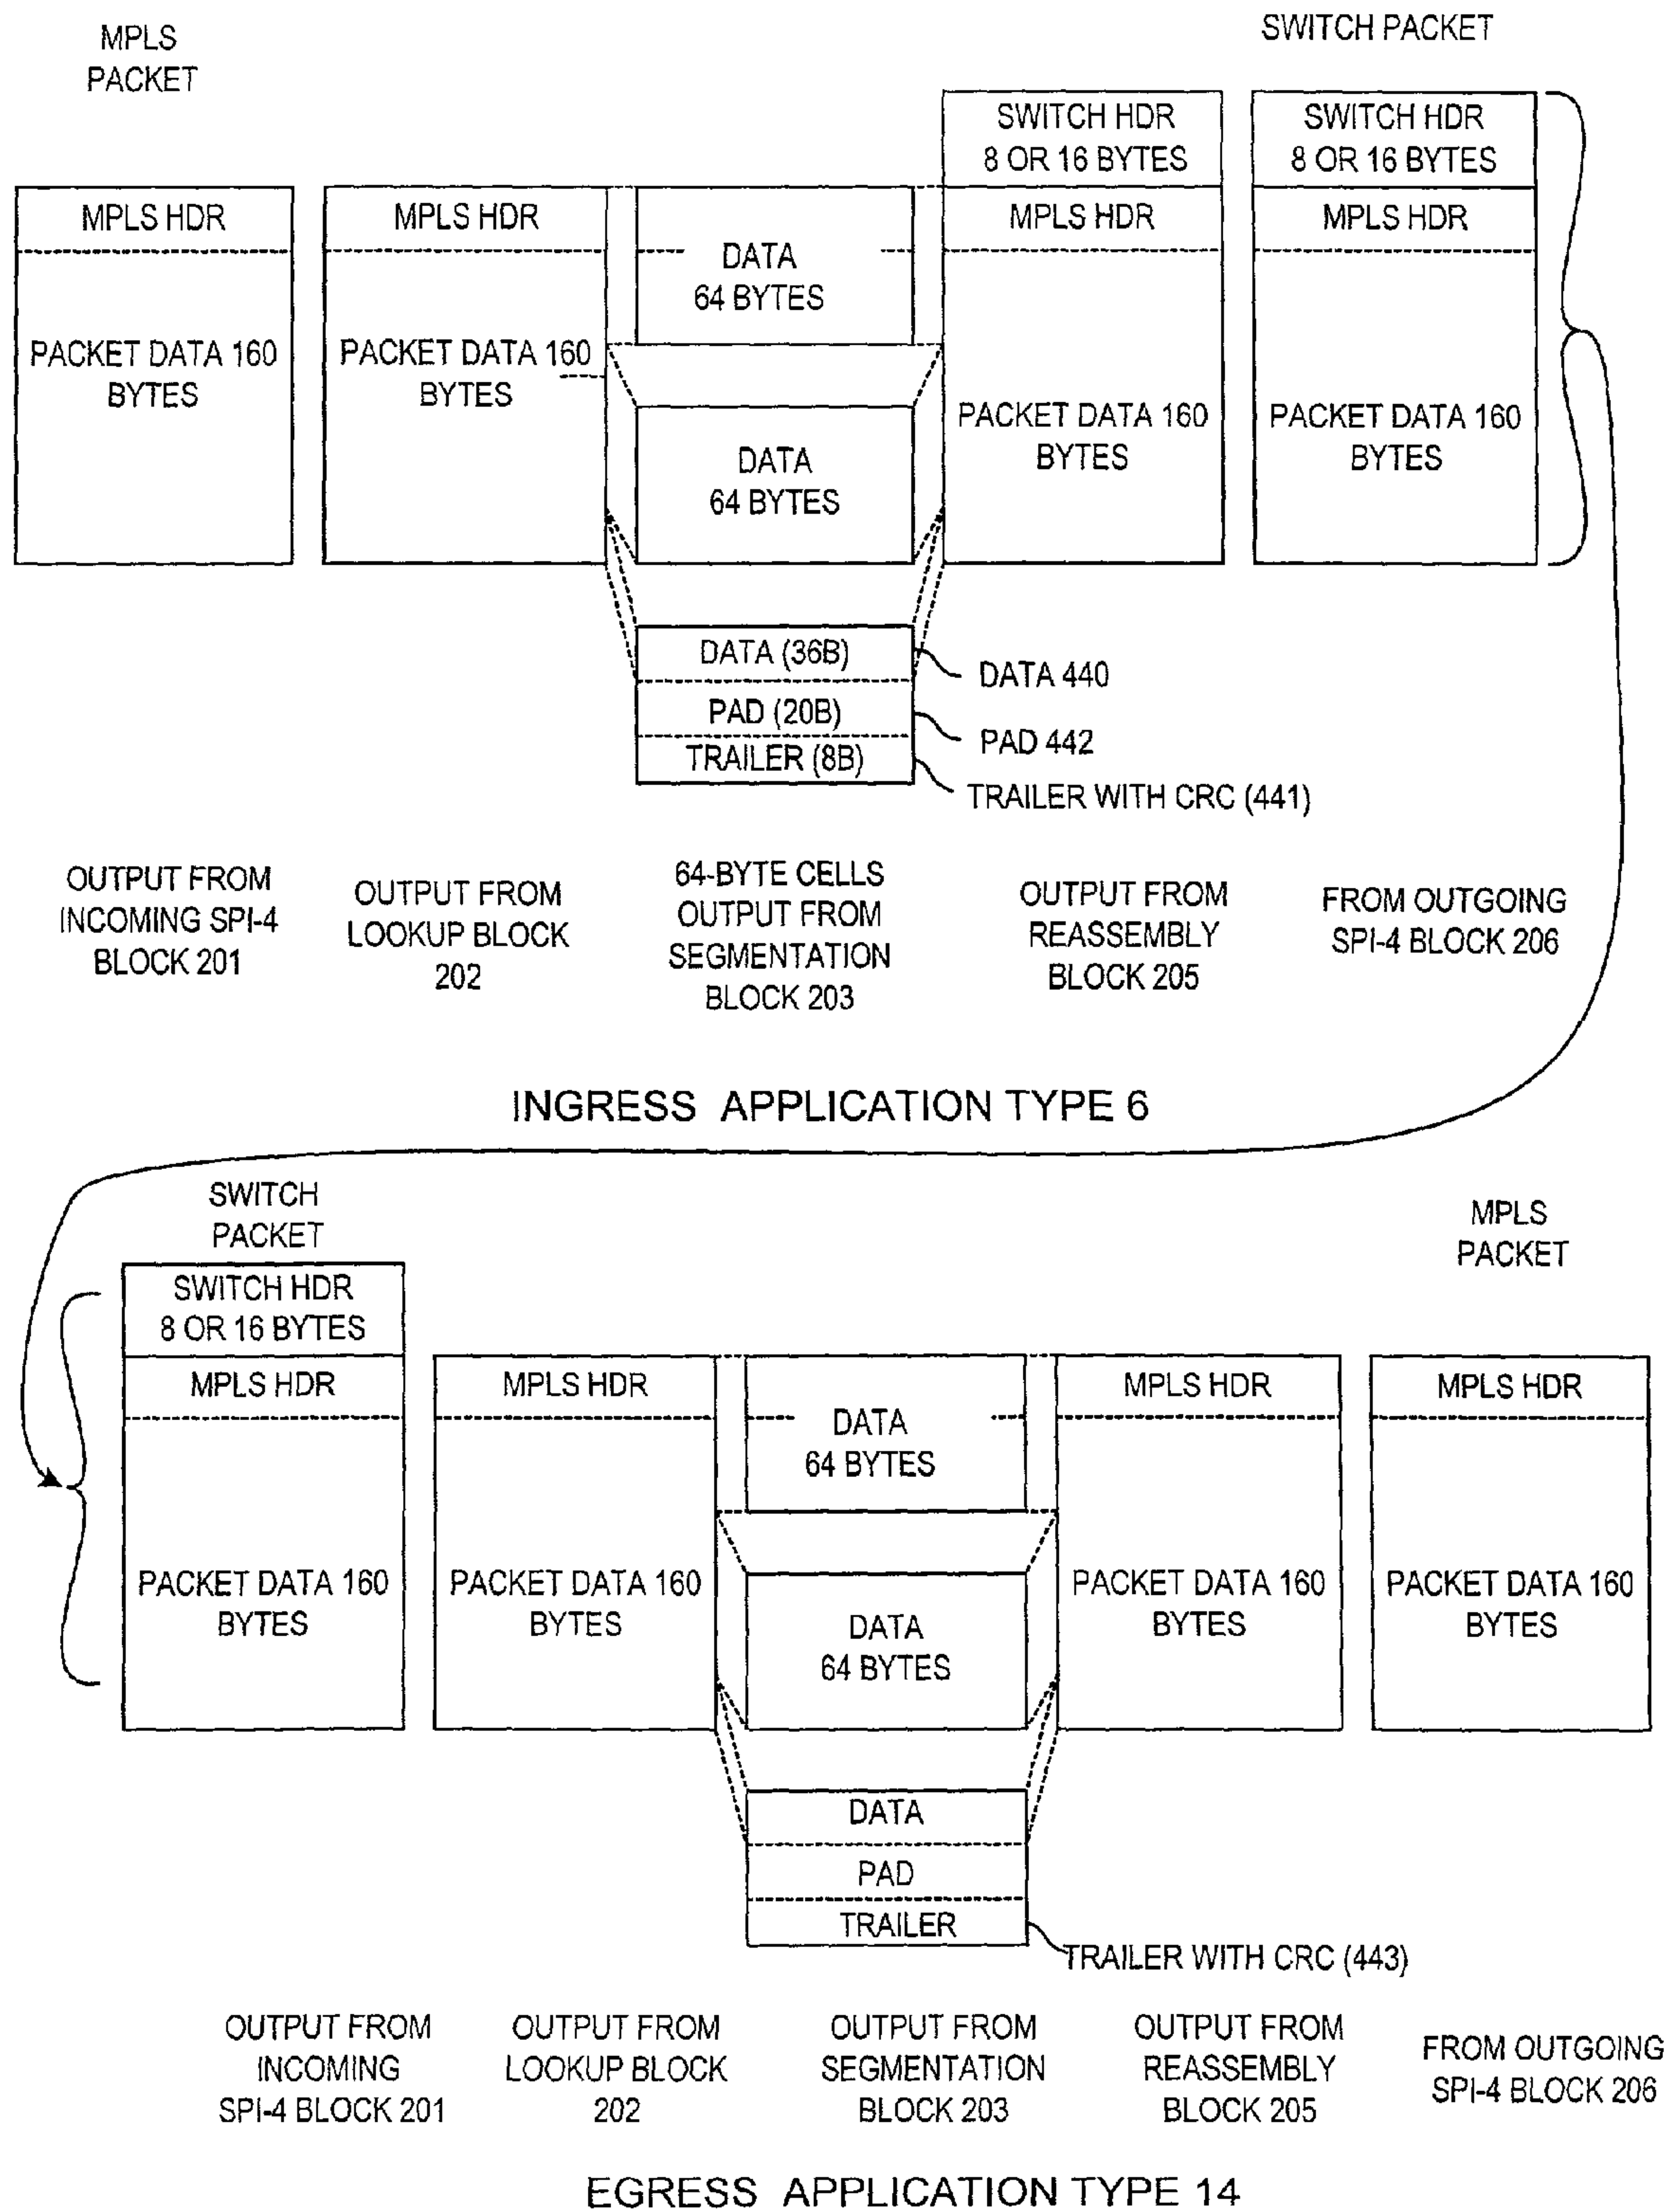 MPLS
PACKET
SWITCH PACKET
SWITCH HDR
8 OR 16 BYTES
SWITCH HDR
8 OR 16 BYTES
MPLS HDR
MPLS HDR
DATA
64 BYTES
MPLS HDR
MPLS HDR
PACKET DATA 160
BYTES
PACKET DATA 160
BYTES
DATA
64 BYTES
PACKET DATA 160
BYTES
PACKET DATA 160
BYTES
DATA (36B)
DATA 440
PAD (20B)
PAD 442
TRAILER (8B)
TRAILER WITH CRC (441)
OUTPUT FROM
INCOMING SPI-4
BLOCK 201
OUTPUT FROM
LOOKUP BLOCK
202
64-BYTE CELLS
OUTPUT FROM
SEGMENTATION
BLOCK 203
OUTPUT FROM
REASSEMBLY
BLOCK 205
FROM OUTGOING
SPI-4 BLOCK 206
INGRESS APPLICATION TYPE 6
SWITCH
PACKET
MPLS
PACKET
SWITCH HDR
8 OR 16 BYTES
MPLS HDR
MPLS HDR
DATA
64 BYTES
MPLS HDR
MPLS HDR
PACKET DATA 160
BYTES
PACKET DATA 160
BYTES
DATA
64 BYTES
PACKET DATA 160
BYTES
PACKET DATA 160
BYTES
DATA
PAD
TRAILER
TRAILER WITH CRC (443)
OUTPUT FROM
INCOMING
SPI-4 BLOCK 201
OUTPUT FROM
LOOKUP BLOCK
202
OUTPUT FROM
SEGMENTATION
BLOCK 203
OUTPUT FROM
REASSEMBLY
BLOCK 205
FROM OUTGOING
SPI-4 BLOCK 206
EGRESS APPLICATION TYPE 14